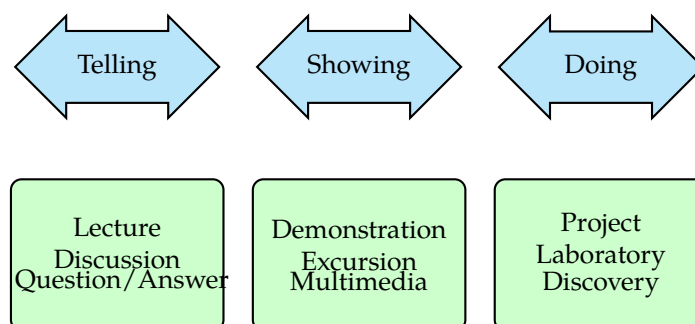 Telling
Showing
Doing
Lecture
Discussion
Question/Answer
Demonstration
Excursion
Multimedia
Project
Laboratory
Discovery